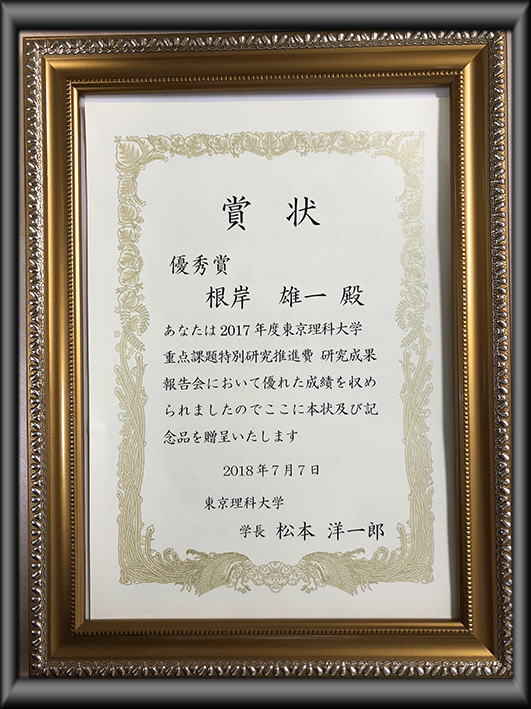 賞状
優秀賞
根岸 雄一 殿
あなたは2017年度東京理科大学
重点課題特別研究推進費 研究成果
報告会において優れた成績を収め
られましたのでここに本状及び記
念品を贈呈いたします
2018年7月7日
東京理科大学
学長 松本 洋一郎